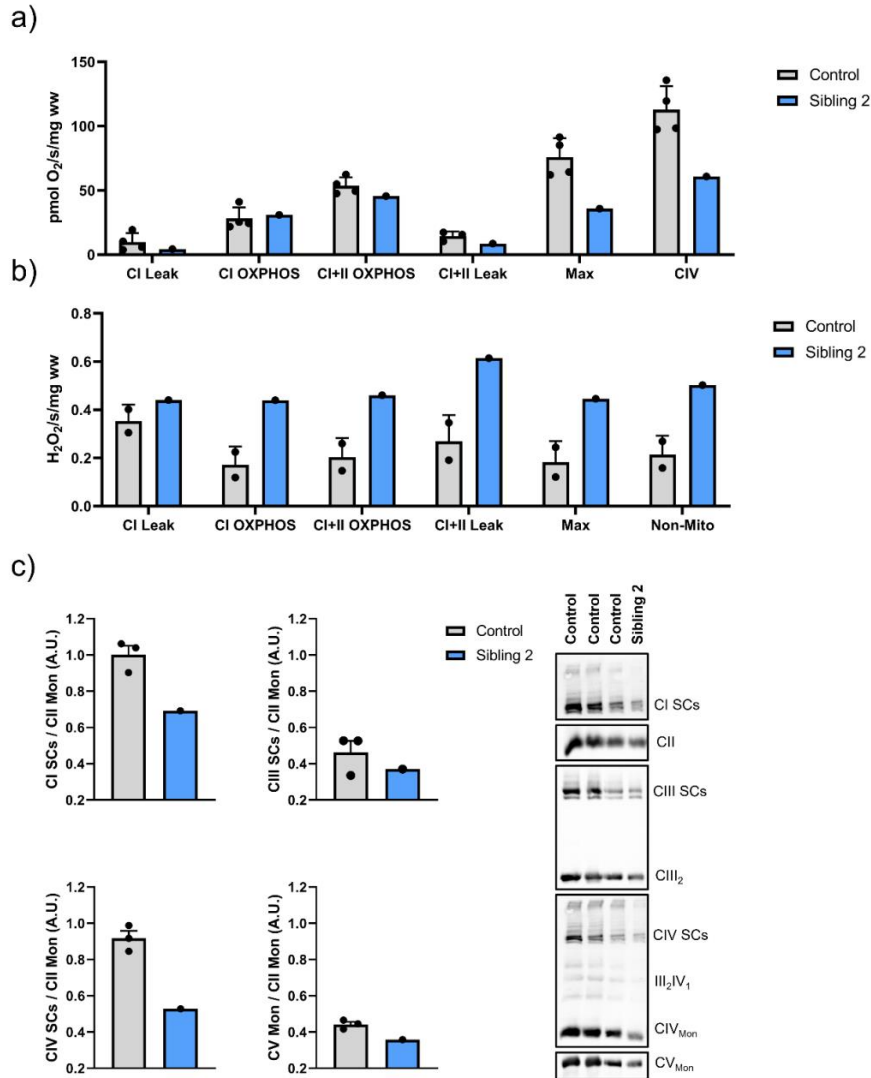 a)
pmol O₂/s/mg ww
150
100
50
0
CI Leak CI OXPHOS CI+II OXPHOS CI+II Leak Max CIV
Control
Sibling 2
b)
H₂O₂/s/mg ww
0.8
0.6
0.4
0.2
0.0
CI Leak CI OXPHOS CI+II OXPHOS CI+II Leak Max Non-Mito
Control
Sibling 2
c)
CI SCs / CII Mon (A.U.)
1.2
1.0
0.8
0.6
0.4
0.2
CIII SCs / CII Mon (A.U.)
1.2
1.0
0.8
0.6
0.4
0.2
Control
Sibling 2
CIV SCs / CII Mon (A.U.)
1.2
1.0
0.8
0.6
0.4
0.2
CV Mon / CII Mon (A.U.)
1.2
1.0
0.8
0.6
0.4
0.2
Control
Control
Control
Sibling 2
CI SCs
CII
CIII SCs
CIII₂
CIV SCs
III₂IV₁
CIV Mon
CV Mon